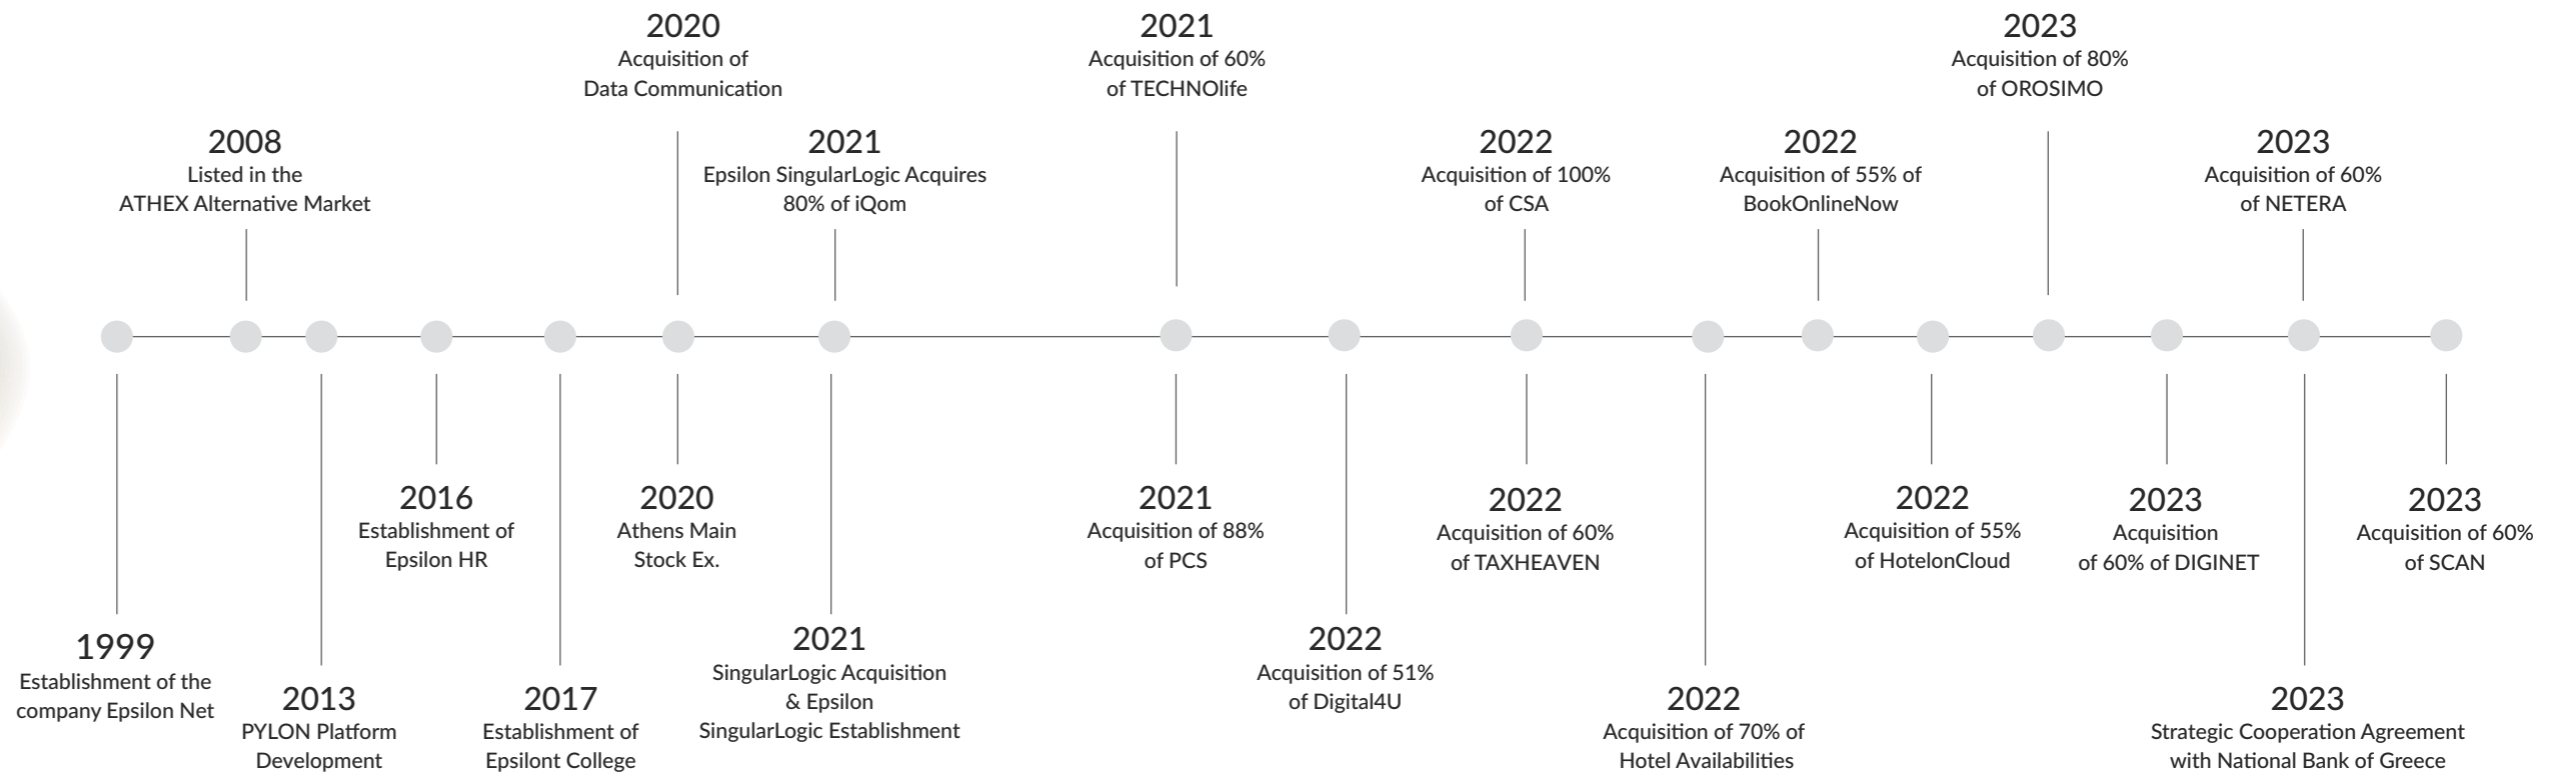 1999
Establishment of the
company Epsilon Net
2008
Listed in the
ATHEX Alternative Market
2013
PYLON Platform
Development
2016
Establishment of
Epsilon HR
2017
Establishment of
Epsilont College
2020
Acquisition of
Data Communication
2020
Athens Main
Stock Ex.
2021
Epsilon SingularLogic Acquires
80% of iQom
2021
SingularLogic Acquisition
& Epsilon
SingularLogic Establishment
2021
Acquisition of 60%
of TECHNOlife
2021
Acquisition of 88%
of PCS
2022
Acquisition of 51%
of Digital4U
2022
Acquisition of 100%
of CSA
2022
Acquisition of 60%
of TAXHEAVEN
2022
Acquisition of 70% of
Hotel Availabilities
2022
Acquisition of 55% of
BookOnlineNow
2022
Acquisition of 55%
of HotelonCloud
2023
Acquisition of 80%
of OROSIMO
2023
Acquisition
of 60% of DIGINET
2023
Acquisition of 60%
of NETERA
2023
Strategic Cooperation Agreement
with National Bank of Greece
2023
Acquisition of 60%
of SCAN